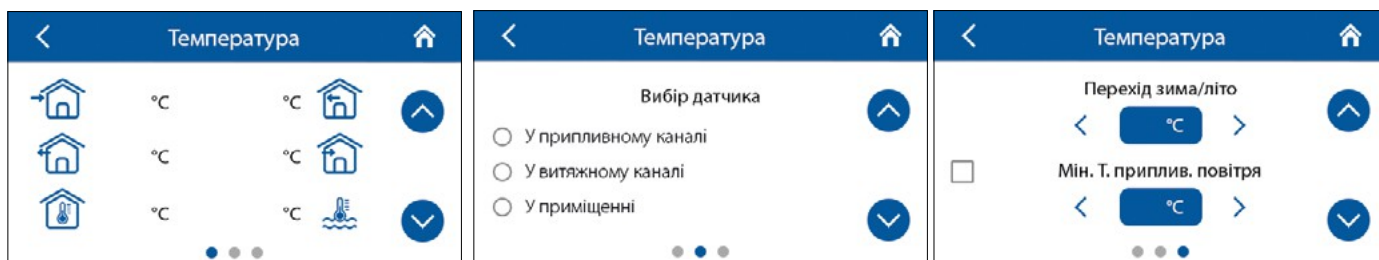 Температура
°C °C
°C °C
°C °C
Температура
Вибір датчика
У припливному каналі
У витяжному каналі
У приміщенні
Температура
Перехід зима/літо
°C
Мін. Т. приплив. повітря
°C